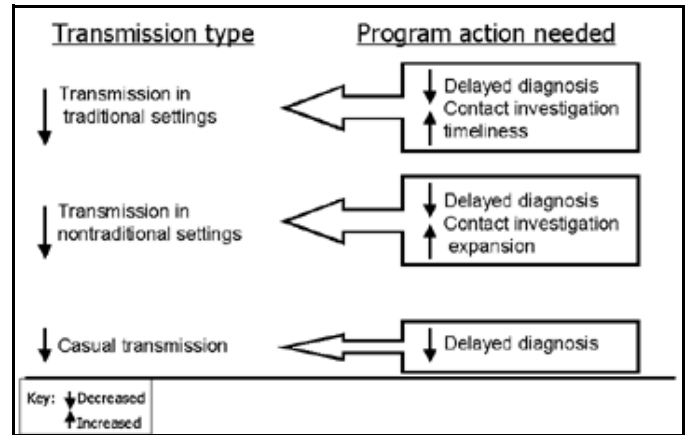 Transmission type
Program action needed
Transmission in
traditional settings
Delayed diagnosis
Contact investigation
timeliness
Transmission in
nontraditional settings
Delayed diagnosis
Contact investigation
expansion
Casual transmission
Delayed diagnosis
Key: ↓Decreased
↑Increased